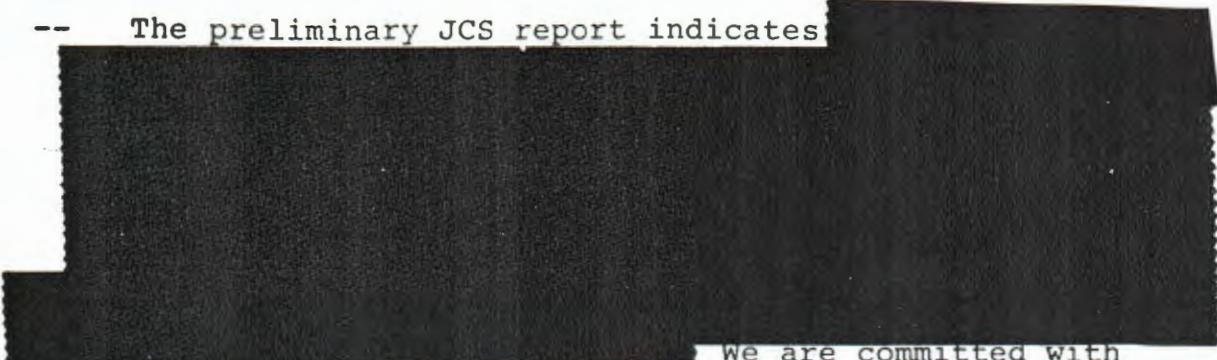 -- The preliminary JCS report indicates
We are committed with